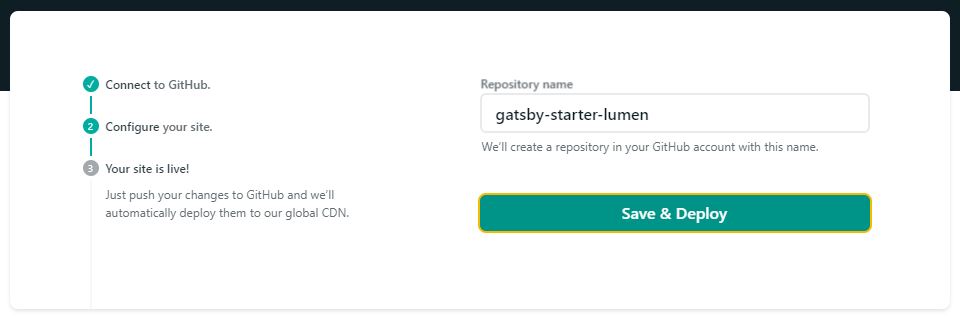 Connect to GitHub.
2 Configure your site.
3 Your site is live!
Just push your changes to GitHub and we'll
automatically deploy them to our global CDN.
Repository name
gatsby-starter-lumen
We'll create a repository in your GitHub account with this name.
Save & Deploy